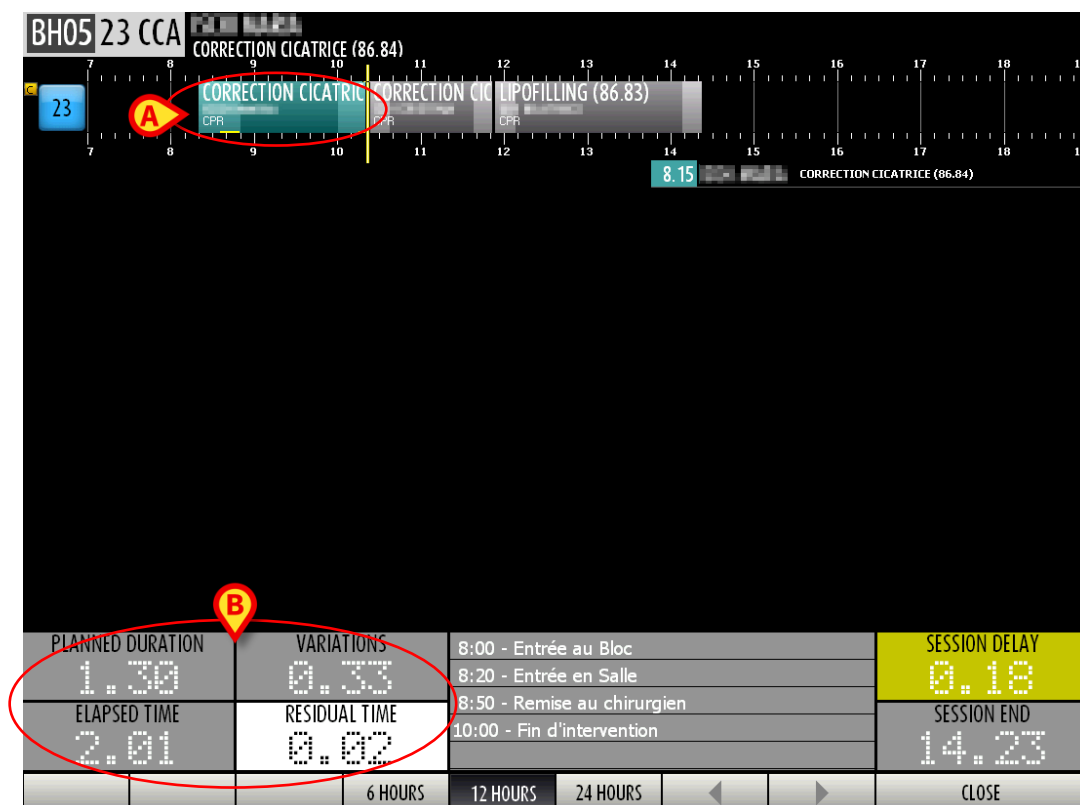 BH05 23 CCA
CORRECTION CICATRICE (86.84)
7 8 9 10 11 12 13 14 15 16 17 18 1
C
23
A
CORRECTION CICATRIC
CPR
CORRECTION CIC
CPR
LIPOFILLING (86.83)
CPR
7 8 9 10 11 12 13 14 15 16 17 18 1
8.15 CORRECTION CICATRICE (86.84)
B
PLANNED DURATION
1.30
VARIATIONS
0.33
ELAPSED TIME
2.01
RESIDUAL TIME
0.02
8:00 - Entrée au Bloc
8:20 - Entrée en Salle
8:50 - Remise au chirurgien
10:00 - Fin d'intervention
SESSION DELAY
0.18
SESSION END
14.23
6 HOURS 12 HOURS 24 HOURS CLOSE